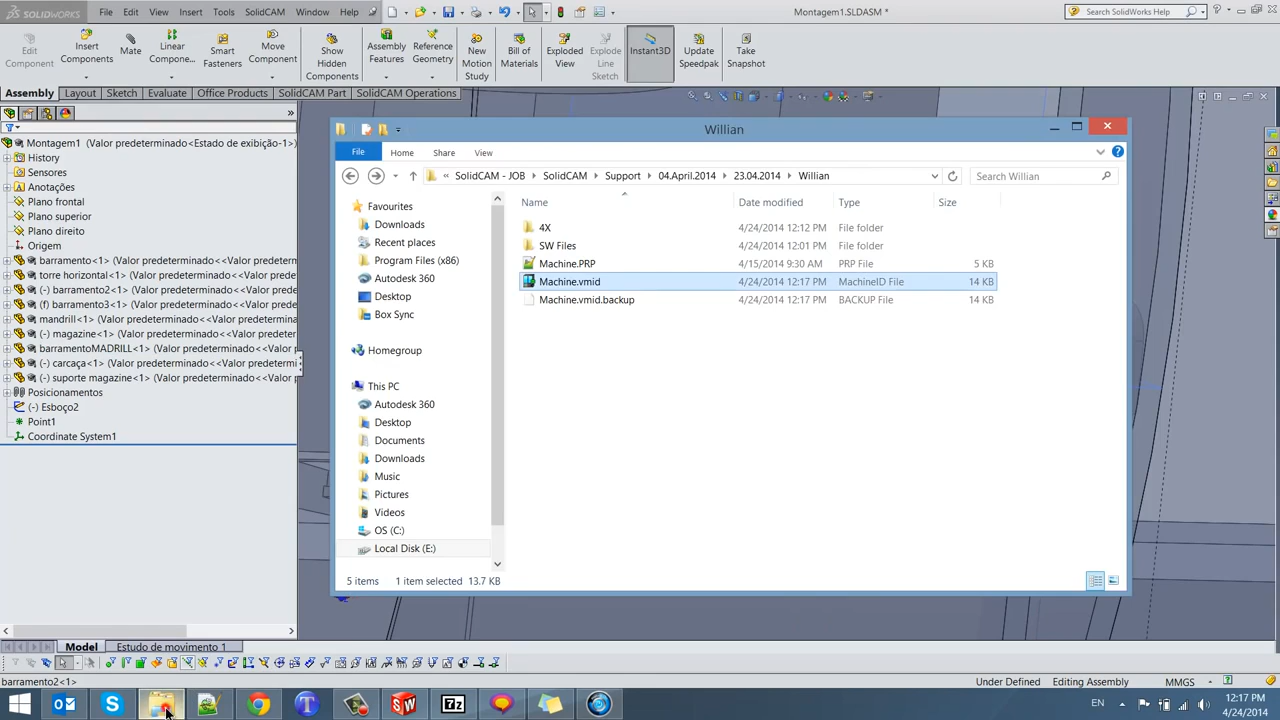 SOLIDWORKS File Edit View Insert Tools SolidCAM Window Help Montagem1.SLDASM * Search SolidWorks Help
Edit Component
Insert Components
Mate
Linear Compone...
Smart Fasteners
Move Component
Show Hidden Components
Assembly Features
Reference Geometry
New Motion Study
Bill of Materials
Exploded View
Explode Line Sketch
Instant3D
Update Speedpak
Take Snapshot
Assembly Layout Sketch Evaluate Office Products SolidCAM Part SolidCAM Operations
Montagem1 (Valor predeterminado<Estado de exibição-1>)
History
Sensores
Anotações
Plano frontal
Plano superior
Plano direito
Origem
barramento<1> (Valor predeterminado<<Valor predeter
torre horizontal<1> (Valor predeterminado<<Valor pred
(-) barramento2<1> (Valor predeterminado<<Valor pred
(f) barramento3<1> (Valor predeterminado<<Valor pred
mandrill<1> (Valor predeterminado<<Valor predetermin
(-) magazine<1> (Valor predeterminado<<Valor predete
barramentoMADRILL<1> (Valor predeterminado<<Valor p
(-) carcaça<1> (Valor predeterminado<<Valor predetermi
(-) suporte magazine<1> (Valor predeterminado<<Valor p
Posicionamentos
(-) Esboço2
Point1
Coordinate System1
Willian
File Home Share View
« SolidCAM - JOB SolidCAM Support 04.April.2014 23.04.2014 Willian Search Willian
Favourites
Downloads
Recent places
Program Files (x86)
Autodesk 360
Desktop
Box Sync
Homegroup
This PC
Autodesk 360
Desktop
Documents
Downloads
Music
Pictures
Videos
OS (C:)
Local Disk (E:)
Name Date modified Type Size
4X 4/24/2014 12:12 PM File folder
SW Files 4/24/2014 12:01 PM File folder
Machine.PRP 4/15/2014 9:30 AM PRP File 5 KB
Machine.vmid 4/24/2014 12:17 PM MachineID File 14 KB
Machine.vmid.backup 4/24/2014 12:17 PM BACKUP File 14 KB
5 items 1 item selected 13.7 KB
Model Estudo de movimento 1
barramento2<1> Under Defined Editing Assembly MMGS
EN 12:17 PM
4/24/2014